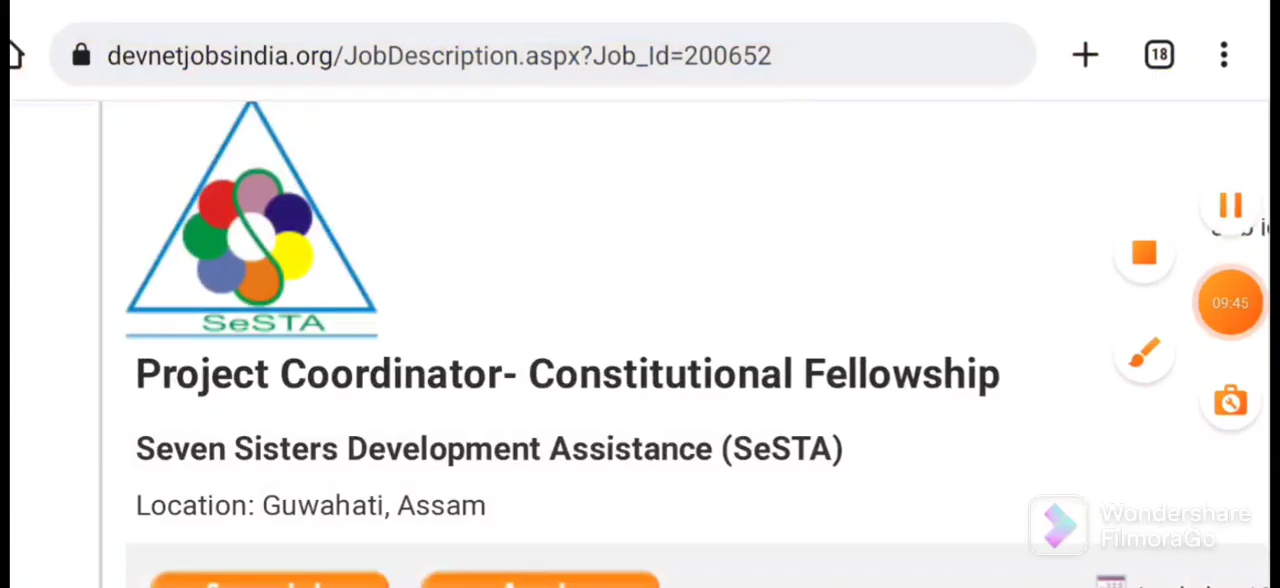 devnetjobsindia.org/JobDescription.aspx?Job_Id=200652
18
SeSTA
09:45
Project Coordinator- Constitutional Fellowship
Seven Sisters Development Assistance (SeSTA)
Location: Guwahati, Assam
Wondershare
FilmoraGo